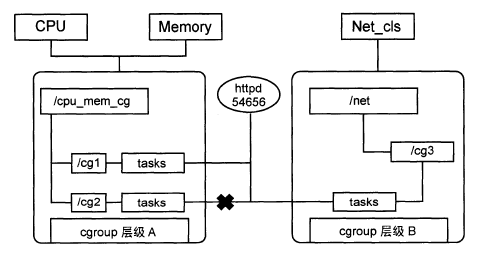 CPU
Memory
Net_cls
httpd
54656
/cpu_mem_cg
/cg1
tasks
/cg2
tasks
cgroup 层级 A
/net
/cg3
tasks
cgroup 层级 B